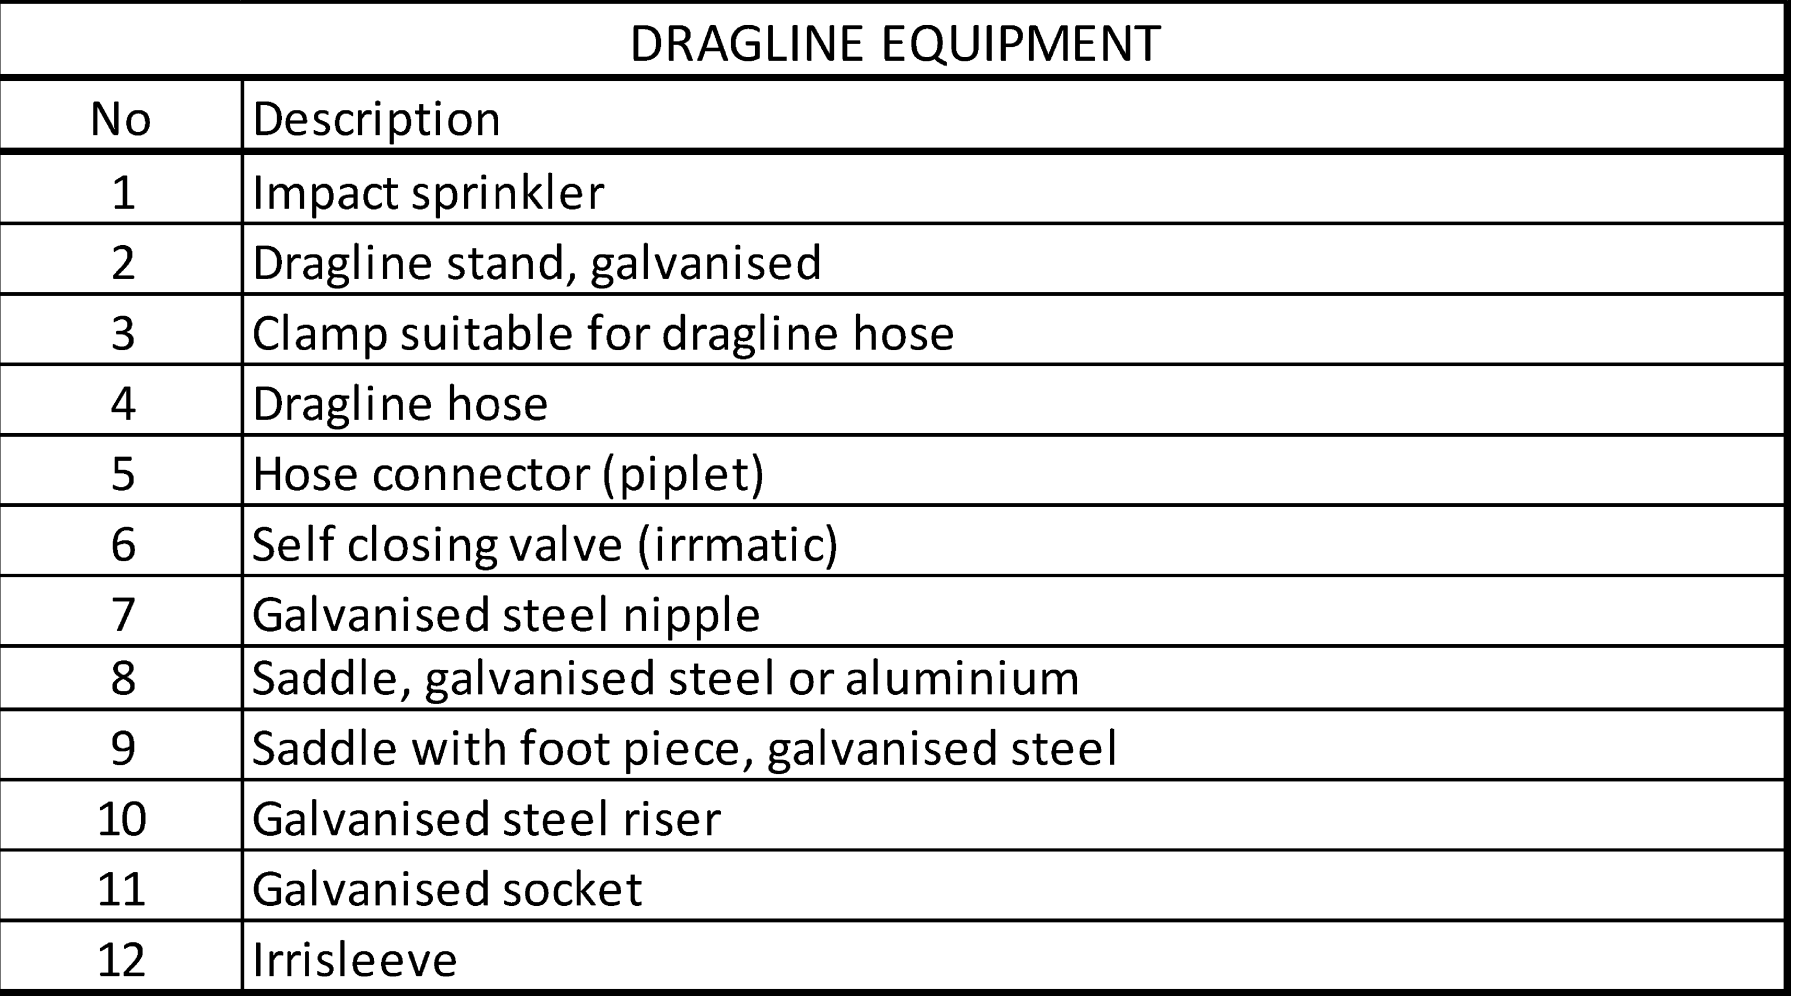 DRAGLINE EQUIPMENT
No Description
1 Impact sprinkler
2 Dragline stand, galvanised
3 Clamp suitable for dragline hose
4 Dragline hose
5 Hose connector (piplet)
6 Self closing valve (irrmatic)
7 Galvanised steel nipple
8 Saddle, galvanised steel or aluminium
9 Saddle with foot piece, galvanised steel
10 Galvanised steel riser
11 Galvanised socket
12 Irrisleeve